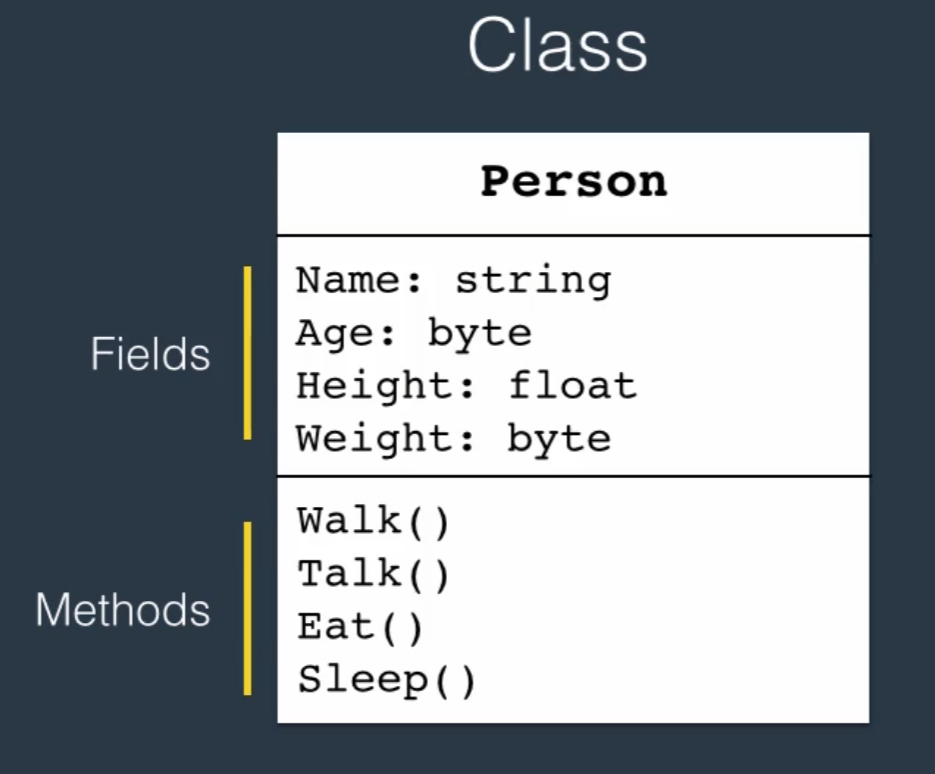 Class
Person
Fields
Name: string
Age: byte
Height: float
Weight: byte
Methods
Walk()
Talk()
Eat()
Sleep()